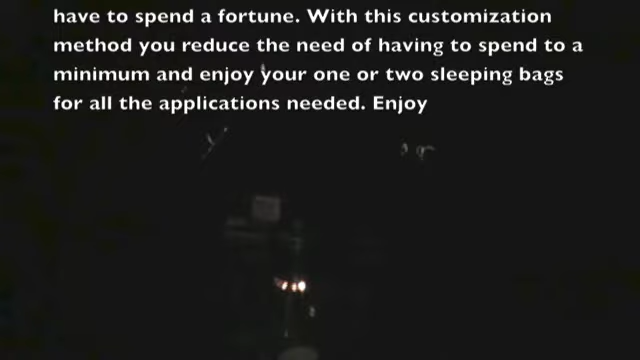 have to spend a fortune. With this customization
method you reduce the need of having to spend to a
minimum and enjoy your one or two sleeping bags
for all the applications needed. Enjoy